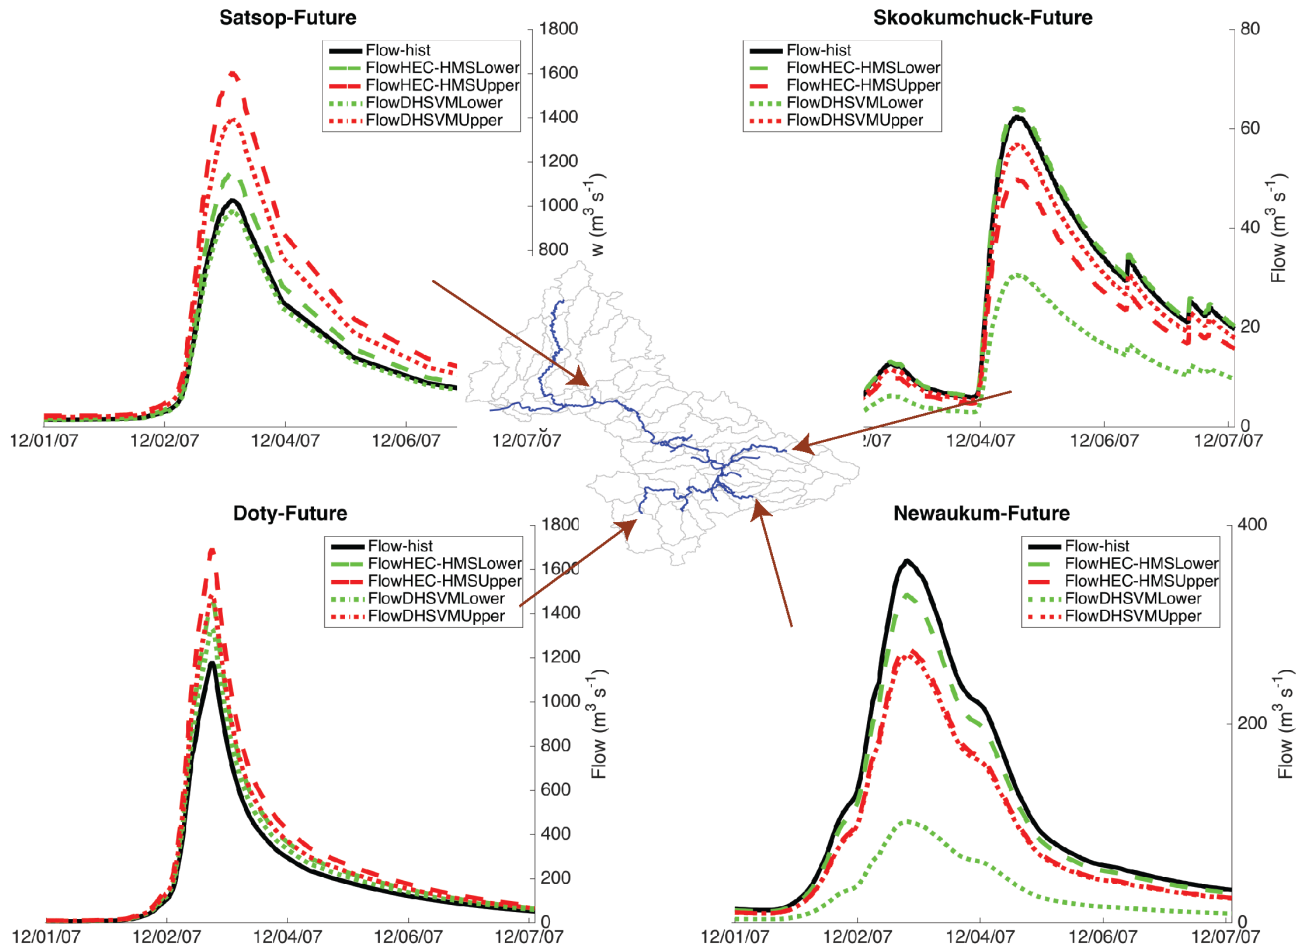 Satsop-Future
Flow-hist
FlowHEC-HMSLower
FlowHEC-HMSUpper
FlowDHSVMLower
FlowDHSVMUpper
1800
1600
1400
1200
1000
800
w (m³ s⁻¹)
12/01/07
12/02/07
12/04/07
12/06/07
12/07/07
Skookumchuck-Future
Flow-hist
FlowHEC-HMSLower
FlowHEC-HMSUpper
FlowDHSVMLower
FlowDHSVMUpper
80
60
40
20
0
Flow (m³ s⁻¹)
/07
12/04/07
12/06/07
12/07/07
Doty-Future
Flow-hist
FlowHEC-HMSLower
FlowHEC-HMSUpper
FlowDHSVMLower
FlowDHSVMUpper
1800
1600
1400
1200
1000
800
600
400
200
0
Flow (m³ s⁻¹)
12/01/07
12/02/07
12/04/07
12/06/07
12/07/07
Newaukum-Future
Flow-hist
FlowHEC-HMSLower
FlowHEC-HMSUpper
FlowDHSVMLower
FlowDHSVMUpper
400
200
0
Flow (m³ s⁻¹)
12/01/07
12/02/07
12/04/07
12/06/07
12/07/07